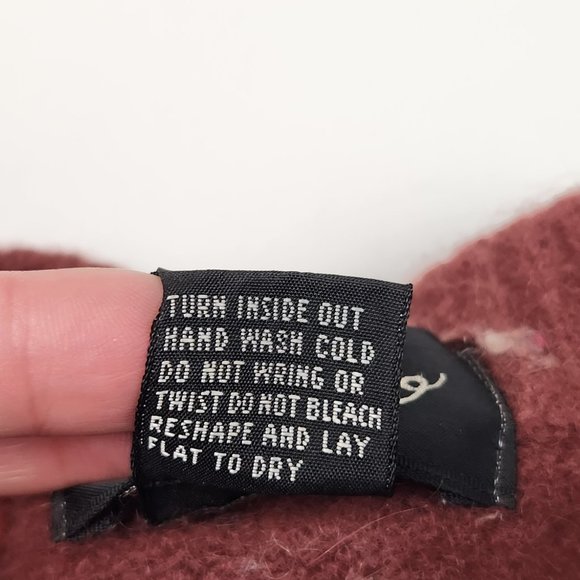 TURN INSIDE OUT
HAND WASH COLD
DO NOT WRING OR
TWIST DO NOT BLEACH
RESHAPE AND LAY
FLAT TO DRY